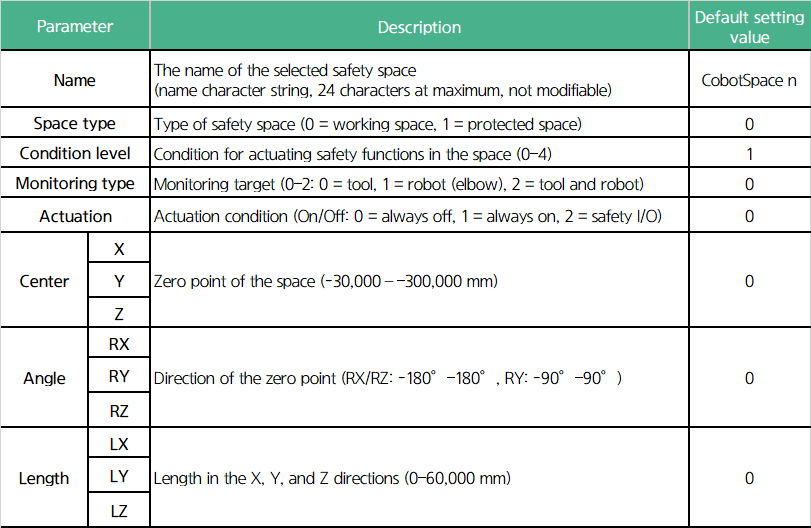 Parameter Description Default setting value
Name The name of the selected safety space
(name character string, 24 characters at maximum, not modifiable) CobotSpace n
Space type Type of safety space (0 = working space, 1 = protected space) 0
Condition level Condition for actuating safety functions in the space (0–4) 1
Monitoring type Monitoring target (0–2: 0 = tool, 1 = robot (elbow), 2 = tool and robot) 0
Actuation Actuation condition (On/Off: 0 = always off, 1 = always on, 2 = safety I/O) 0
Center X
Y Zero point of the space (-30,000 – -300,000 mm) 0
Z
Angle RX
RY Direction of the zero point (RX/RZ: -180° –180° , RY: -90° –90° ) 0
RZ
Length LX
LY Length in the X, Y, and Z directions (0–60,000 mm) 0
LZ